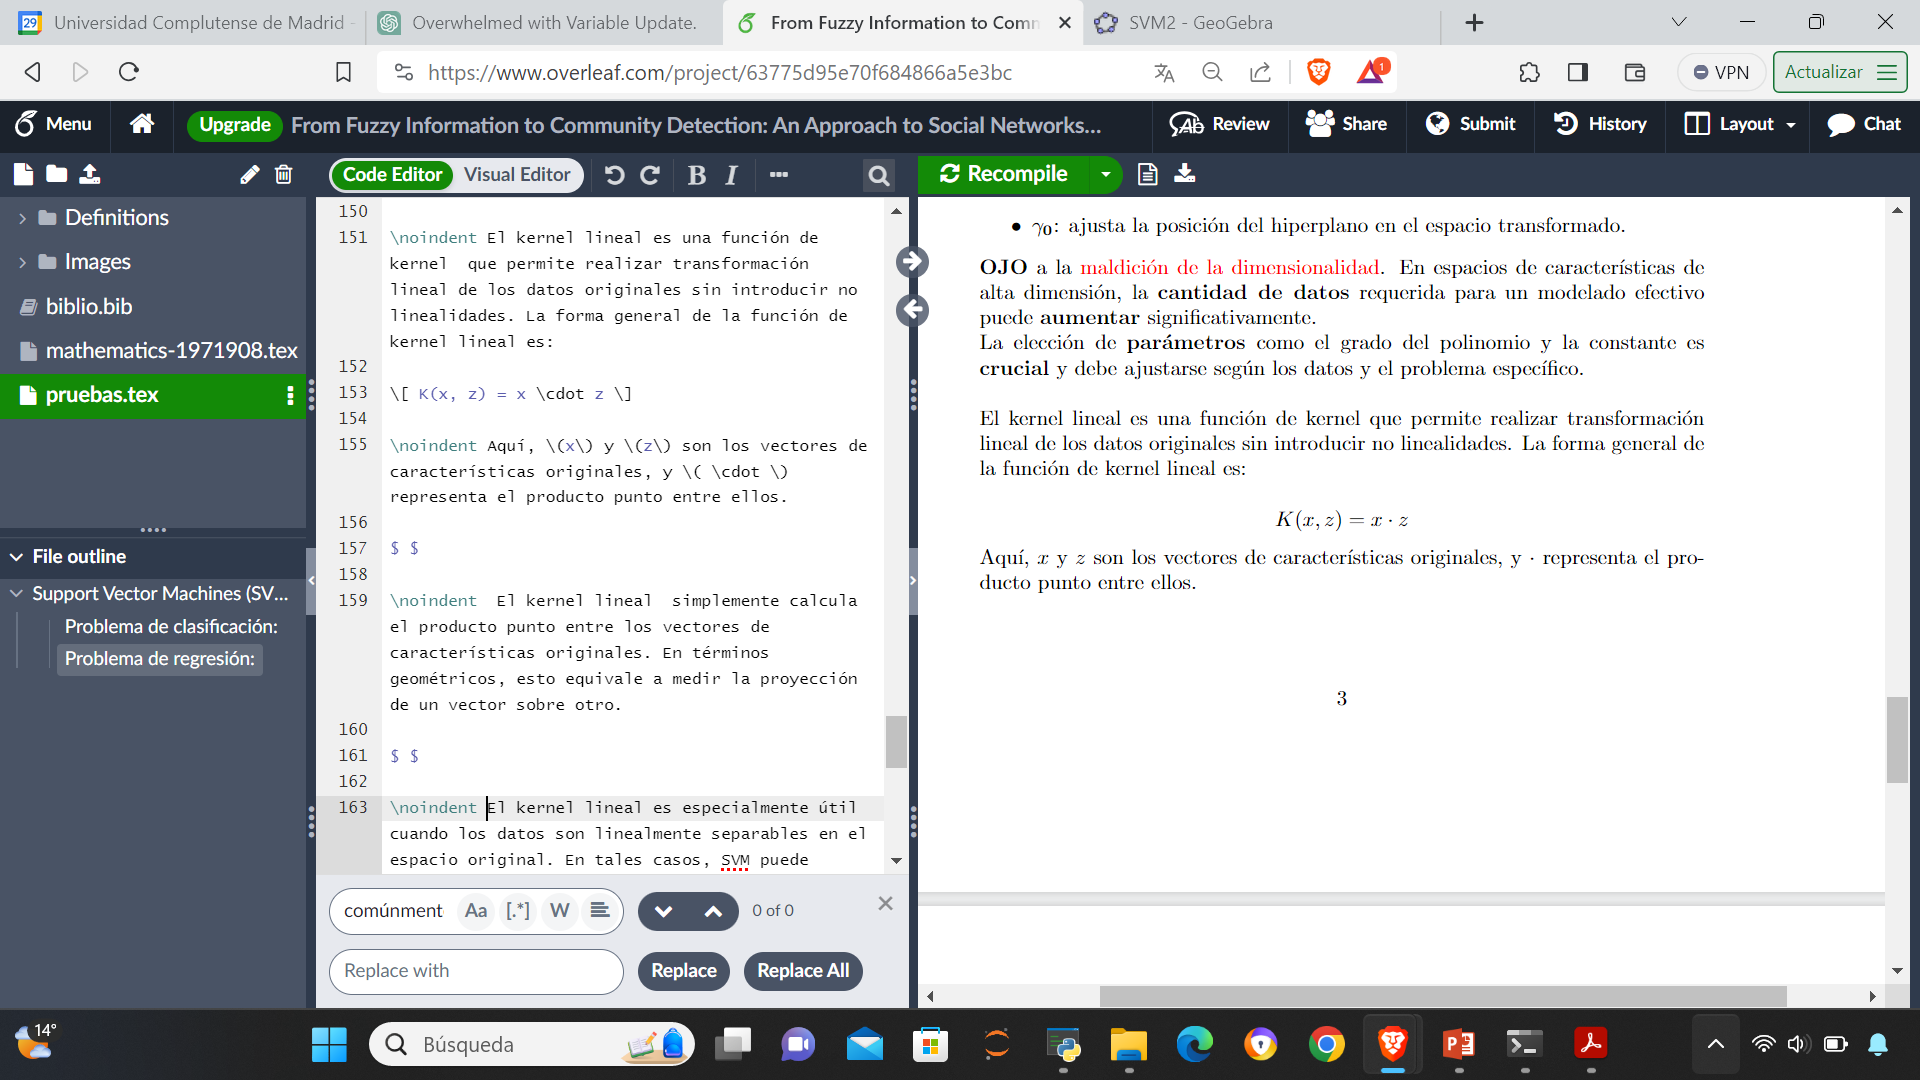 Universidad Complutense de Madrid -
Overwhelmed with Variable Update.
From Fuzzy Information to Comm
SVM2 - GeoGebra
https://www.overleaf.com/project/63775d95e70f684866a5e3bc
1
VPN
Actualizar
Menu
Upgrade
From Fuzzy Information to Community Detection: An Approach to Social Networks...
Review
Share
Submit
History
Layout
Chat
Code Editor
Visual Editor
B I ...
Recompile
Definitions
Images
biblio.bib
mathematics-1971908.tex
pruebas.tex
File outline
Support Vector Machines (SV...
Problema de clasificación:
Problema de regresión:
150
151 \noindent El kernel lineal es una función de
kernel  que permite realizar transformación
lineal de los datos originales sin introducir no
linealidades. La forma general de la función de
kernel lineal es:
152
153 \[ K(x, z) = x \cdot z \]
154
155 \noindent Aquí, \(x\) y \(z\) son los vectores de
características originales, y \( \cdot \)
representa el producto punto entre ellos.
156
157 $ $
158
159 \noindent  El kernel lineal  simplemente calcula
el producto punto entre los vectores de
características originales. En términos
geométricos, esto equivale a medir la proyección
de un vector sobre otro.
160
161 $ $
162
163 \noindent El kernel lineal es especialmente útil
cuando los datos son linealmente separables en el
espacio original. En tales casos, SVM puede
comúnment Aa [.*] W
0 of 0
Replace with
Replace
Replace All
• γ0: ajusta la posición del hiperplano en el espacio transformado.
OJO a la maldición de la dimensionalidad. En espacios de características de
alta dimensión, la cantidad de datos requerida para un modelado efectivo
puede aumentar significativamente.
La elección de parámetros como el grado del polinomio y la constante es
crucial y debe ajustarse según los datos y el problema específico.
El kernel lineal es una función de kernel que permite realizar transformación
lineal de los datos originales sin introducir no linealidades. La forma general de
la función de kernel lineal es:
K(x, z) = x · z
Aquí, x y z son los vectores de características originales, y · representa el pro-
ducto punto entre ellos.
3
14°
Búsqueda